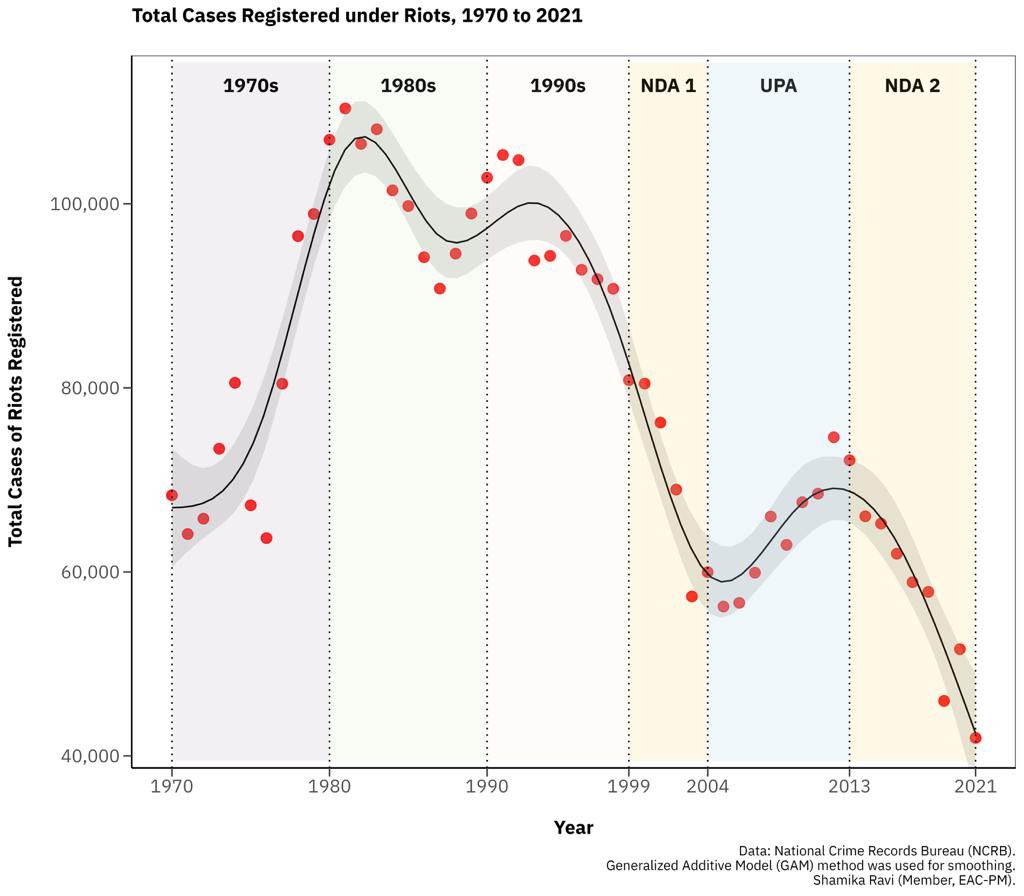 Total Cases Registered under Riots, 1970 to 2021
1970s 1980s 1990s NDA 1 UPA NDA 2
Total Cases of Riots Registered
100,000
80,000
60,000
40,000
1970 1980 1990 1999 2004 2013 2021
Year
Data: National Crime Records Bureau (NCRB).
Generalized Additive Model (GAM) method was used for smoothing.
Shamika Ravi (Member, EAC-PM).